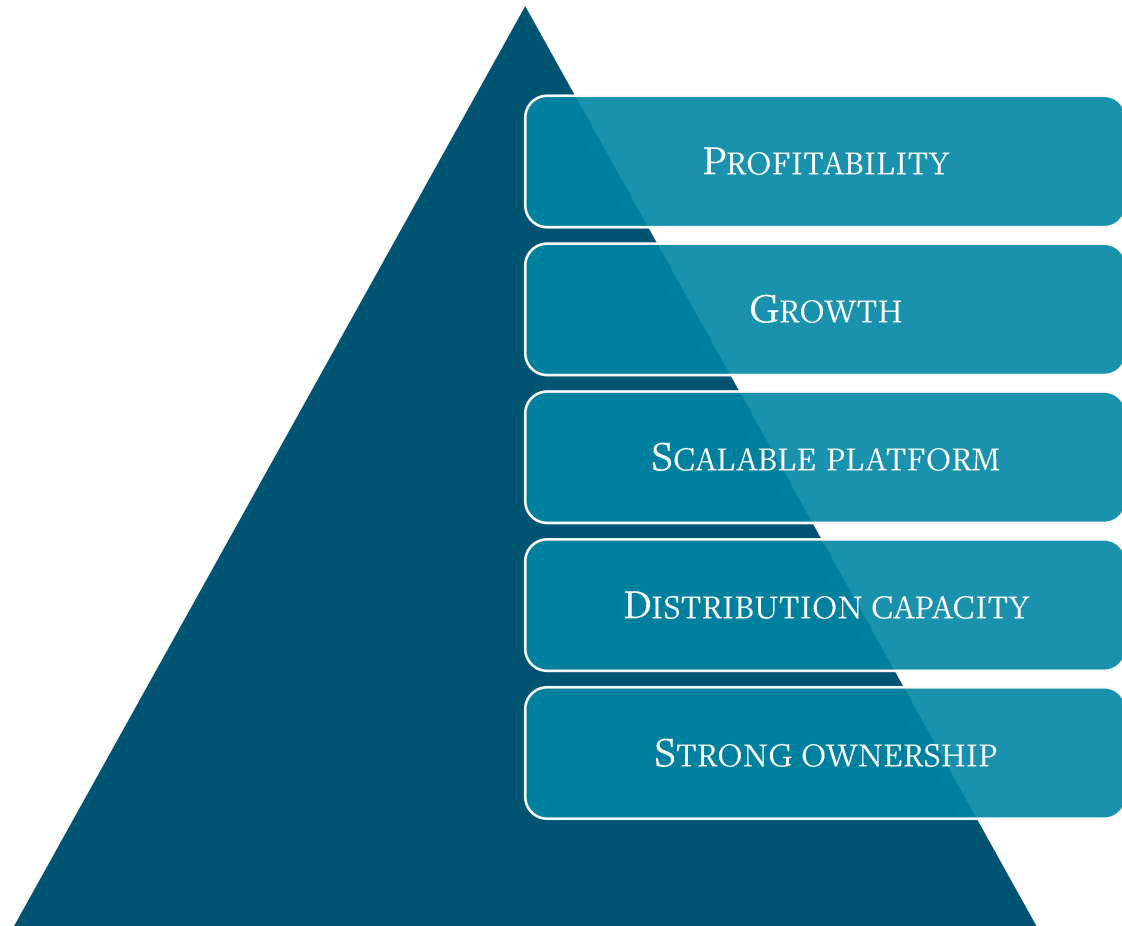 Profitability
Growth
Scalable platform
Distribution capacity
Strong ownership